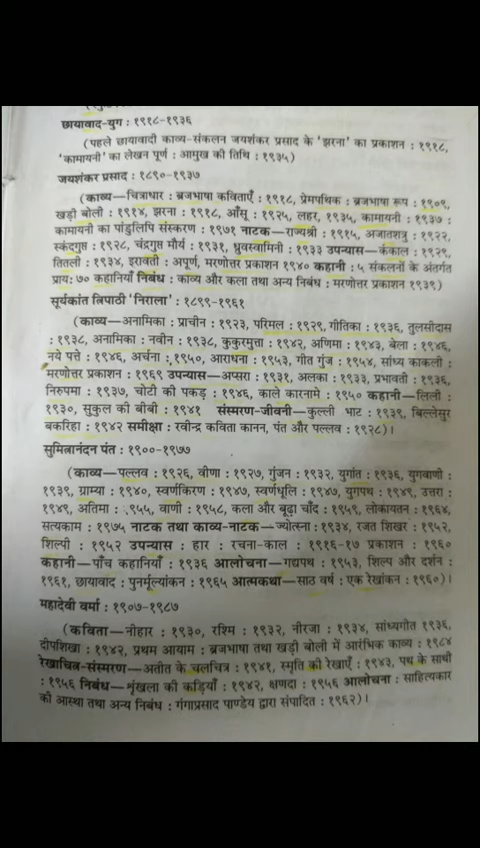 छायावाद-युग : १९१८-१९३६
(पहले छायावादी काव्य-संकलन जयशंकर प्रसाद के 'झरना' का प्रकाशन : १९१८,
'कामायनी' का लेखन पूर्ण : आमुख की तिथि : १९३५)
जयशंकर प्रसाद : १८९०-१९३७
(काव्य—चित्राधार : ब्रजभाषा कविताएँ : १९१८, प्रेमपथिक : ब्रजभाषा रूप : १९०९,
खड़ी बोली : १९१४, झरना : १९१८, आँसू : १९२५, लहर, १९३५, कामायनी : १९३७ :
कामायनी का पांडुलिपि संस्करण : १९७१ नाटक—राज्यश्री : १९१५, अजातशत्रु : १९२२,
स्कंदगुप्त : १९२८, चंद्रगुप्त मौर्य : १९३१, ध्रुवस्वामिनी : १९३३ उपन्यास—कंकाल : १९२९,
तितली : १९३४, इरावती : अपूर्ण, मरणोत्तर प्रकाशन १९४० कहानी : ५ संकलनों के अंतर्गत
प्राय: ७० कहानियाँ निबंध : काव्य और कला तथा अन्य निबंध : मरणोत्तर प्रकाशन १९३९)
सूर्यकांत त्रिपाठी 'निराला' : १८९९-१९६१
(काव्य—अनामिका : प्राचीन : १९२३, परिमल : १९२९, गीतिका : १९३६, तुलसीदास
: १९३८, अनामिका : नवीन : १९३८, कुकुरमुत्ता : १९४२, अणिमा : १९४३, बेला : १९४६,
नये पत्ते : १९४६, अर्चना : १९५०, आराधना : १९५३, गीत गुंज : १९५४, सांध्य काकली :
मरणोत्तर प्रकाशन : १९६९ उपन्यास—अप्सरा : १९३१, अलका : १९३३, प्रभावती : १९३६,
निरुपमा : १९३७, चोटी की पकड़ : १९४६, काले कारनामे : १९५० कहानी—लिली :
१९३०, सुकुल की बीबी : १९४१ संस्मरण-जीवनी—कुल्ली भाट : १९३९, बिल्लेसुर
बकरिहा : १९४२ समीक्षा : रवीन्द्र कविता कानन, पंत और पल्लव : १९२८)।
सुमित्रानंदन पंत : १९००-१९७७
(काव्य—पल्लव : १९२६, वीणा : १९२७, गुंजन : १९३२, युगांत : १९३६, युगवाणी :
१९३९, ग्राम्या : १९४०, स्वर्णकिरण : १९४७, स्वर्णधूलि : १९४७, युगपथ : १९४९, उत्तरा :
१९४९, अतिमा : १९५५, वाणी : १९५८, कला और बूढ़ा चाँद : १९५९, लोकायतन : १९६४,
सत्यकाम : १९७५ नाटक तथा काव्य-नाटक—ज्योत्स्ना : १९३४, रजत शिखर : १९५२,
शिल्पी : १९५२ उपन्यास : हार : रचना-काल : १९१६-१७ प्रकाशन : १९६०
कहानी—पाँच कहानियाँ : १९३६ आलोचना—गद्यपथ : १९५३, शिल्प और दर्शन :
१९६१, छायावाद : पुनर्मूल्यांकन : १९६५ आत्मकथा—साठ वर्ष : एक रेखांकन : १९६०)।
महादेवी वर्मा : १९०७-१९८७
(कविता—नीहार : १९३०, रश्मि : १९३२, नीरजा : १९३४, सांध्यगीत १९३६,
दीपशिखा : १९४२, प्रथम आयाम : ब्रजभाषा तथा खड़ी बोली में आरंभिक काव्य : १९८४
रेखाचित्र-संस्मरण—अतीत के चलचित्र : १९४१, स्मृति की रेखाएँ : १९४३, पथ के साथी
: १९५६ निबंध—शृंखला की कड़ियाँ : १९४२, क्षणदा : १९५६ आलोचना : साहित्यकार
की आस्था तथा अन्य निबंध : गंगाप्रसाद पाण्डेय द्वारा संपादित : १९६२)।